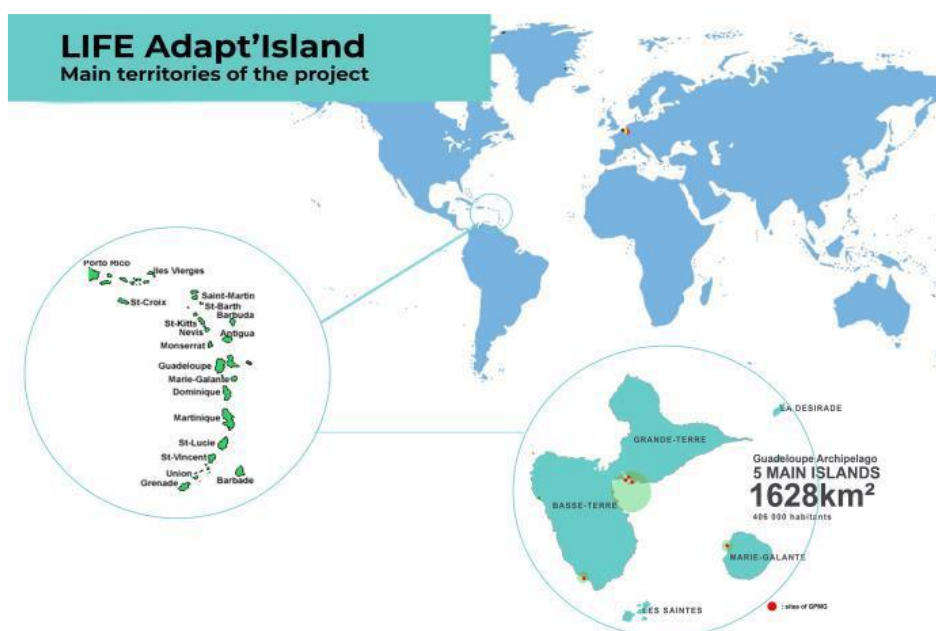 LIFE Adapt'Island
Main territories of the project
Porto Rico
Iles Vierges
St-Croix
Saint-Martin
St-Barth
Barbuda
St-Kitts
Nevis
Antigua
Monserrat
Guadeloupe
Marie-Galante
Dominique
Martinique
St-Lucie
St-Vincent
Union
Grenade
Barbade
LA DESIRADE
GRANDE-TERRE
Guadeloupe Archipelago
5 MAIN ISLANDS
1628km²
406 000 habitants
BASSE-TERRE
MARIE-GALANTE
LES SAINTES
: sites of GPMG